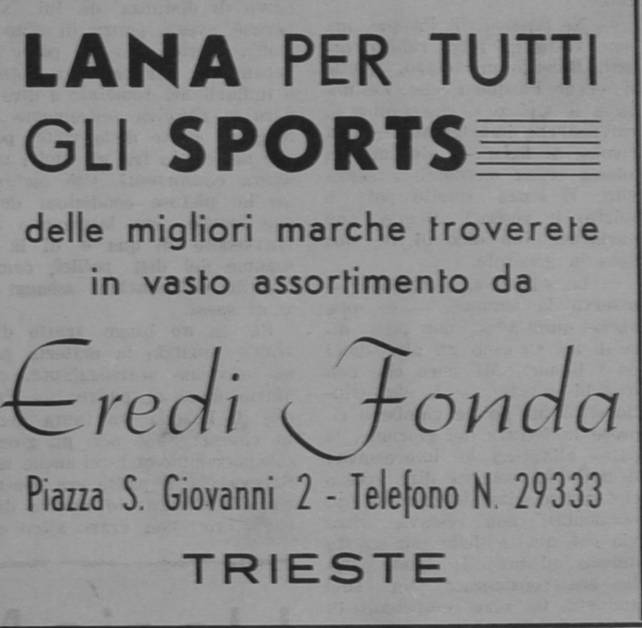 LANA PER TUTTI
GLI SPORTS
delle migliori marche troverete
in vasto assortimento da
Eredi Fonda
Piazza S. Giovanni 2 - Telefono N. 29333
TRIESTE